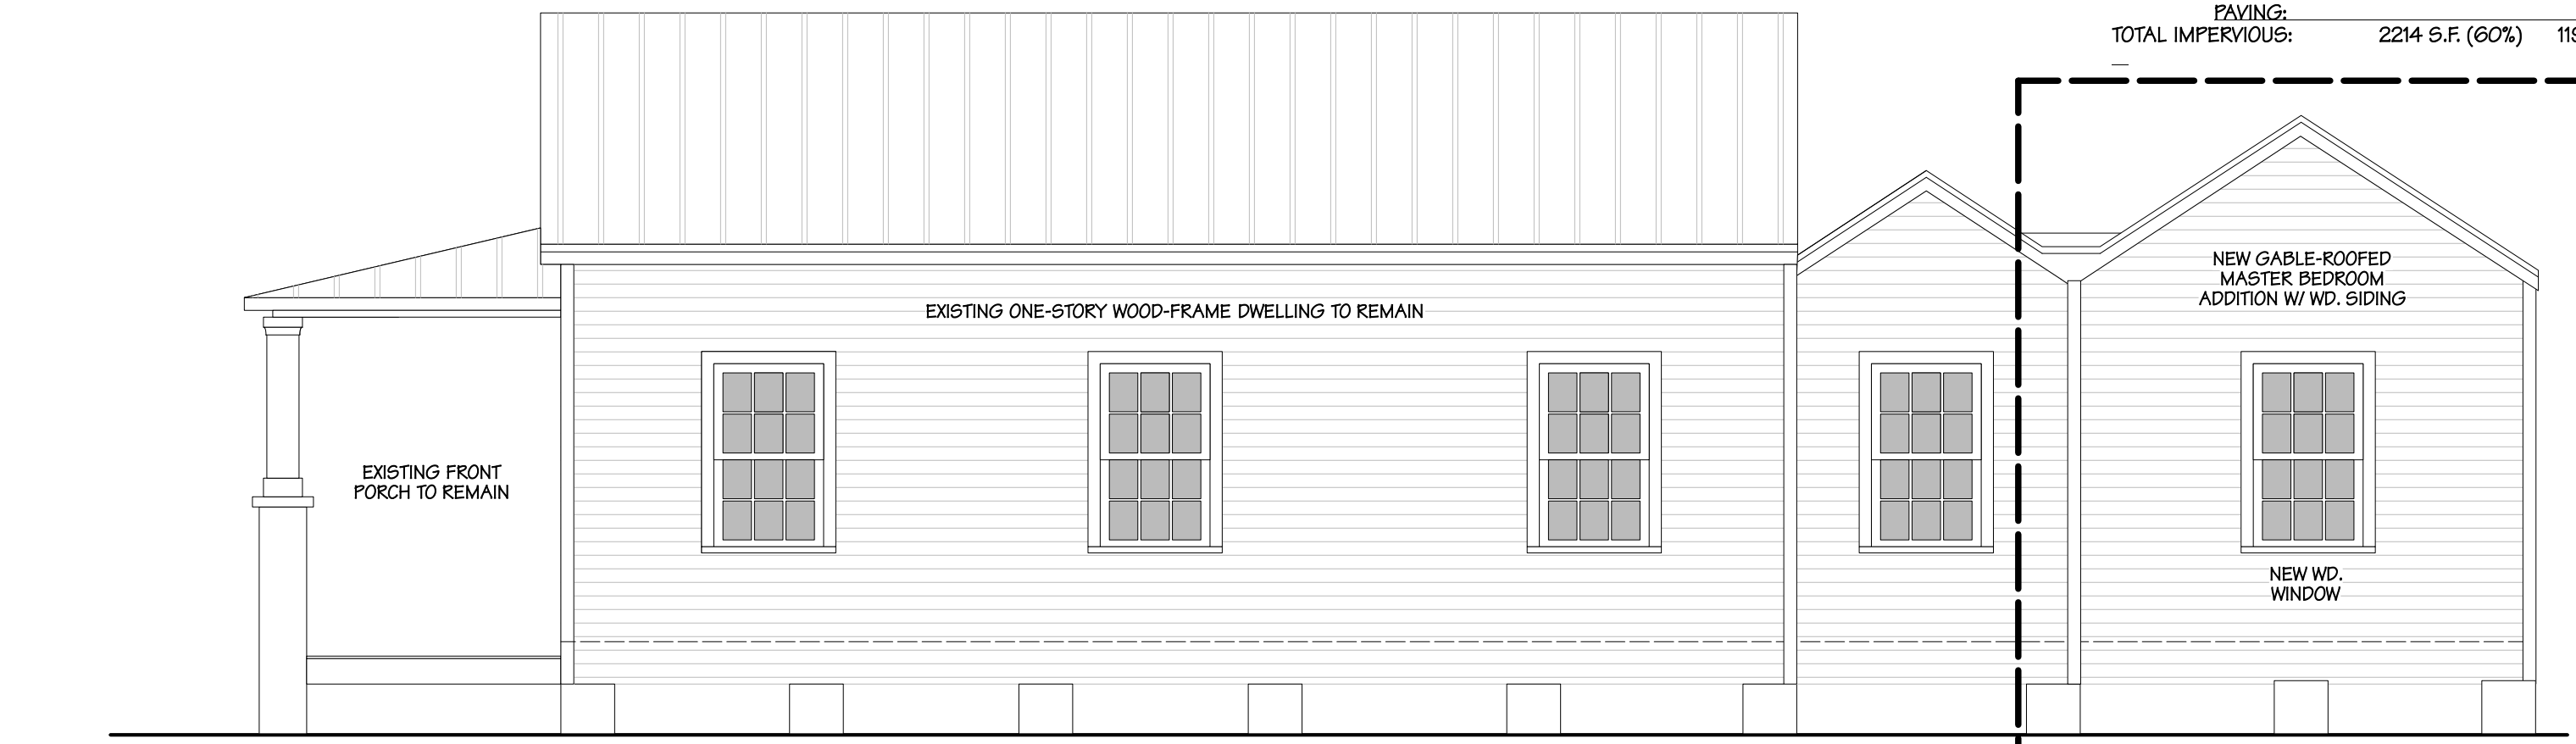 PAVING:
TOTAL IMPERVIOUS: 2214 S.F. (60%)
NEW GABLE-ROOFED
MASTER BEDROOM
ADDITION W/ WD. SIDING
EXISTING ONE-STORY WOOD-FRAME DWELLING TO REMAIN
EXISTING FRONT
PORCH TO REMAIN
NEW WD.
WINDOW